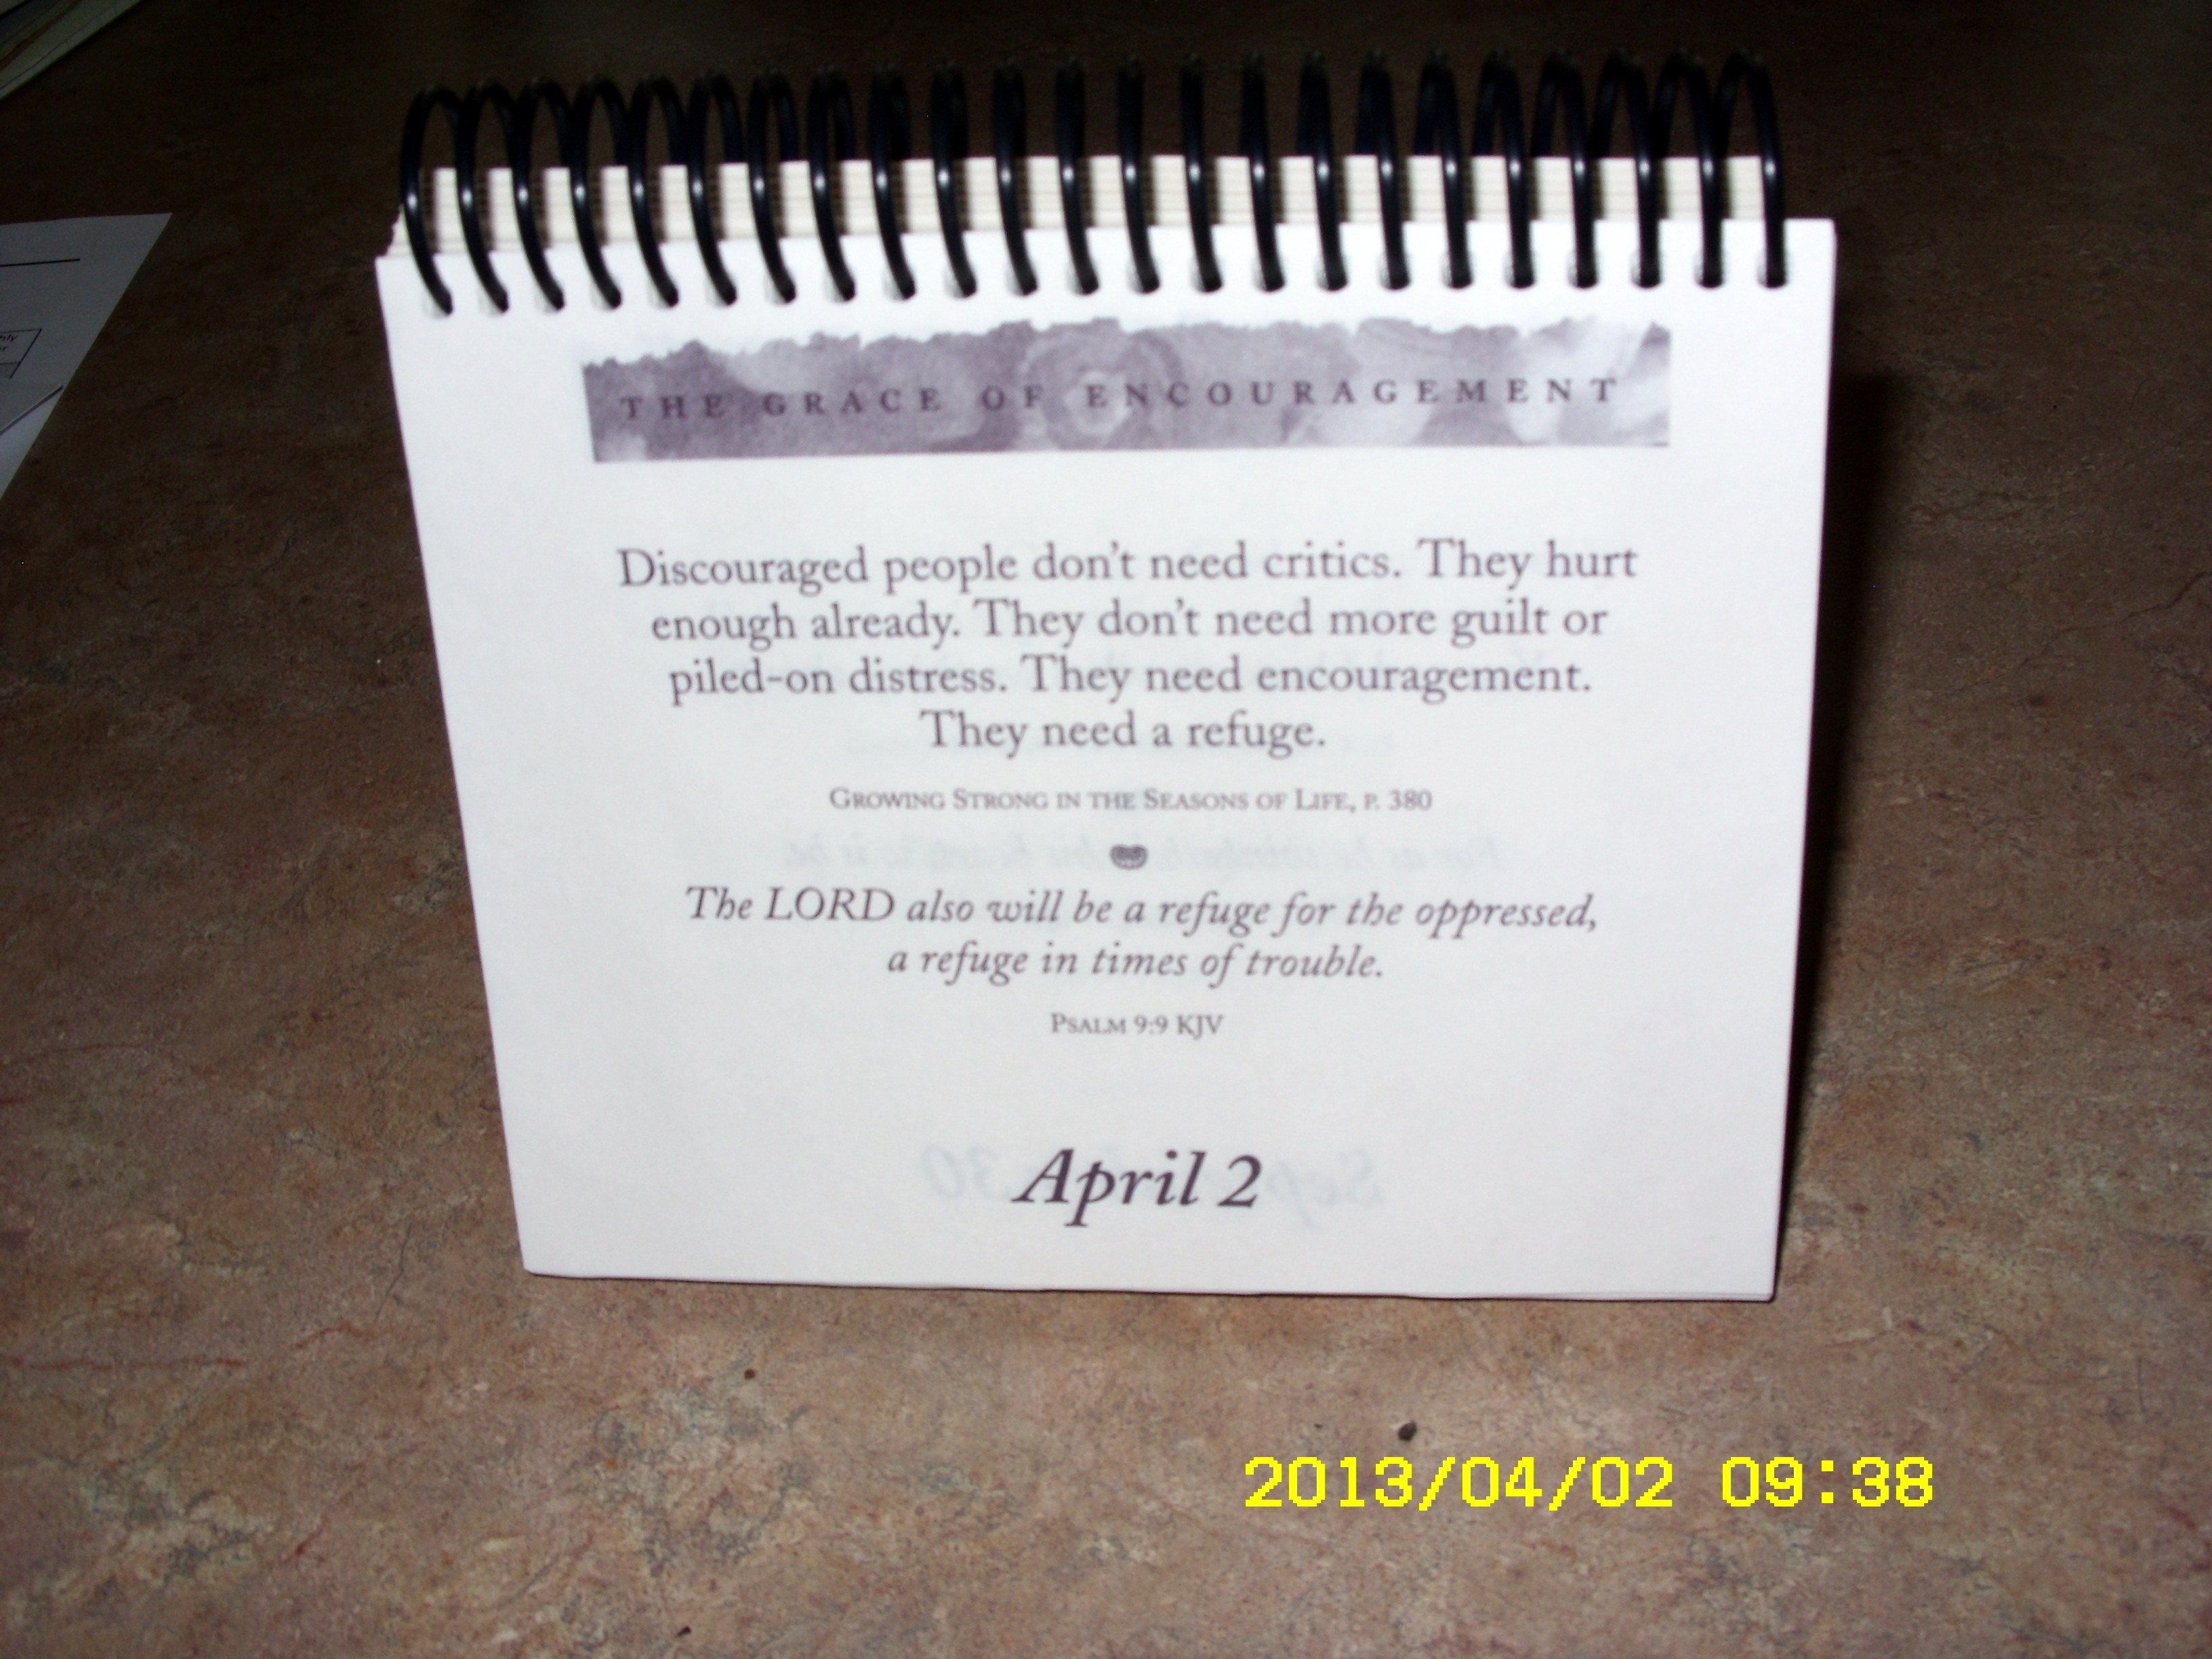 THE GRACE OF ENCOURAGEMENT
Discouraged people don't need critics. They hurt
enough already. They don't need more guilt or
piled-on distress. They need encouragement.
They need a refuge.
GROWING STRONG IN THE SEASONS OF LIFE, P. 380
The LORD also will be a refuge for the oppressed,
a refuge in times of trouble.
PSALM 9:9 KJV
April 2
2013/04/02 09:38